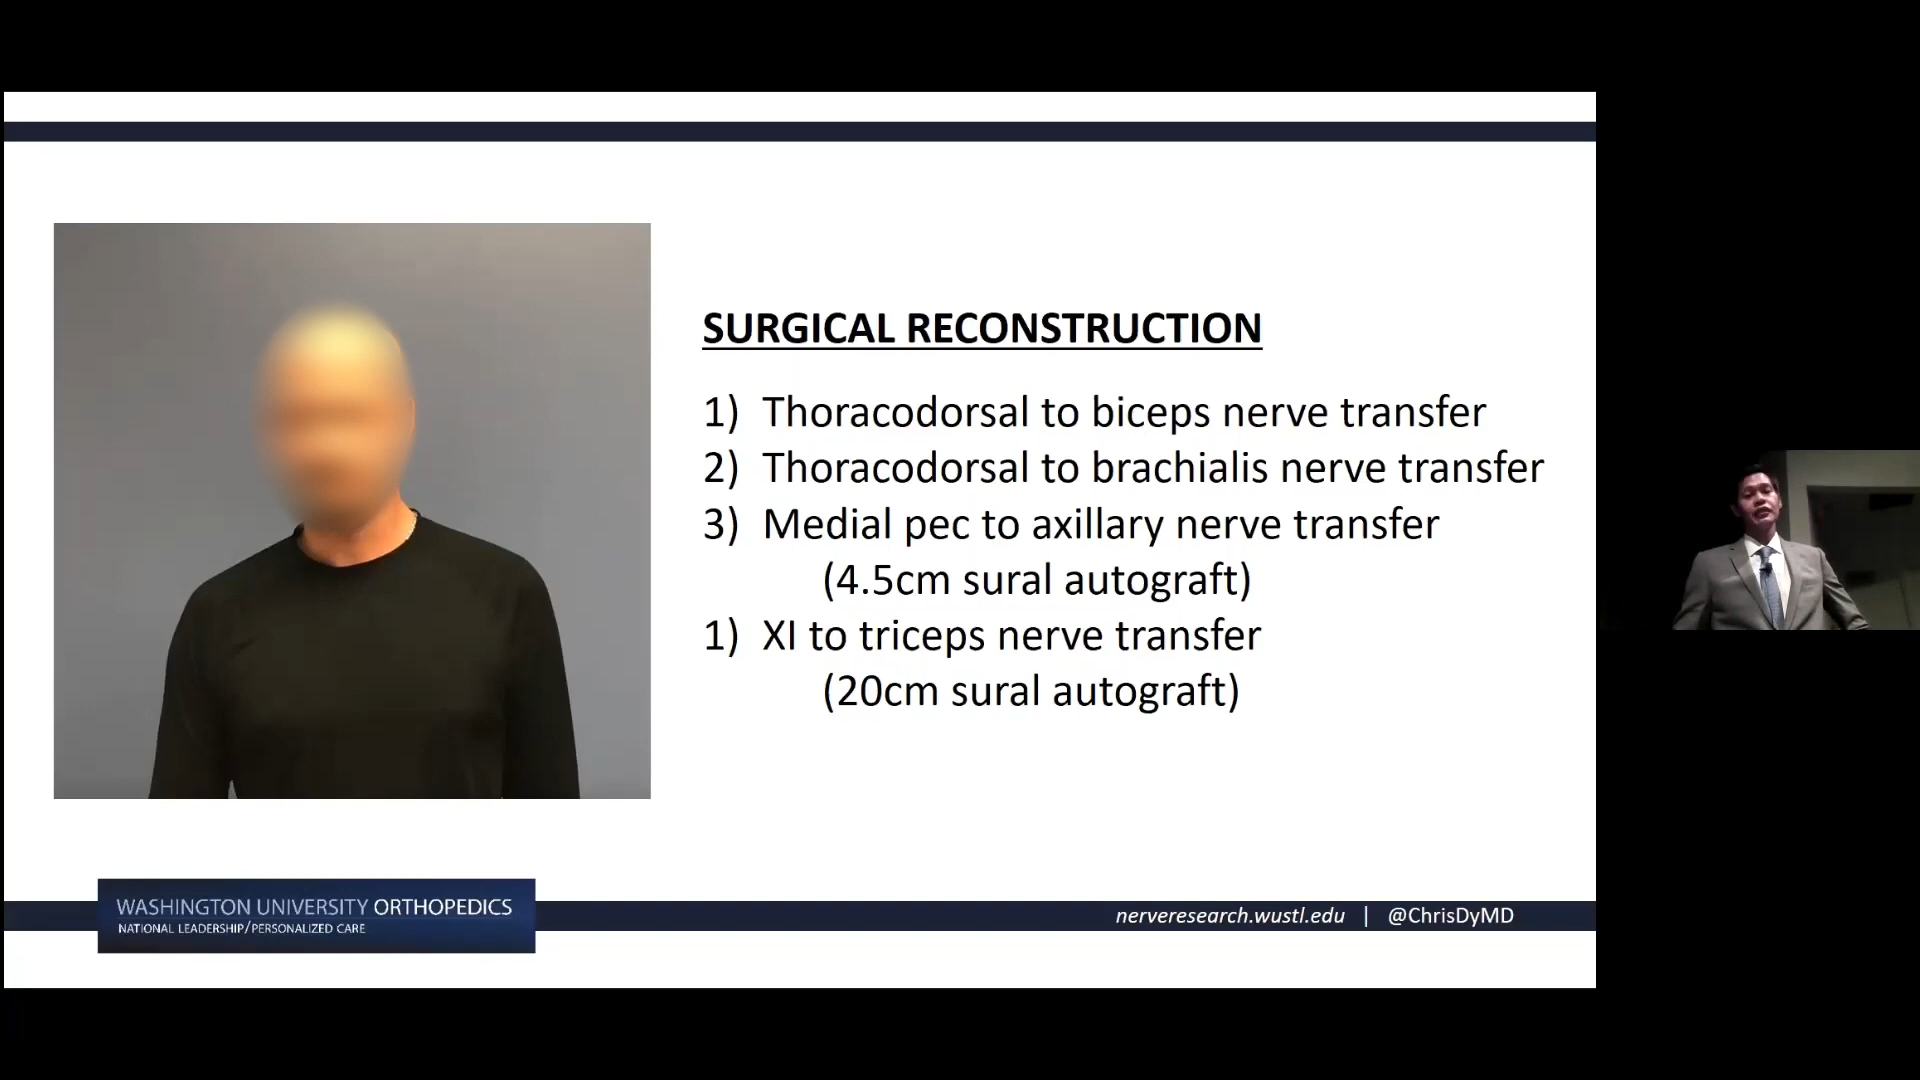 SURGICAL RECONSTRUCTION
1) Thoracodorsal to biceps nerve transfer
2) Thoracodorsal to brachialis nerve transfer
3) Medial pec to axillary nerve transfer
(4.5cm sural autograft)
1) XI to triceps nerve transfer
(20cm sural autograft)
WASHINGTON UNIVERSITY ORTHOPEDICS
NATIONAL LEADERSHIP/PERSONALIZED CARE
nerveresearch.wustl.edu | @ChrisDyMD